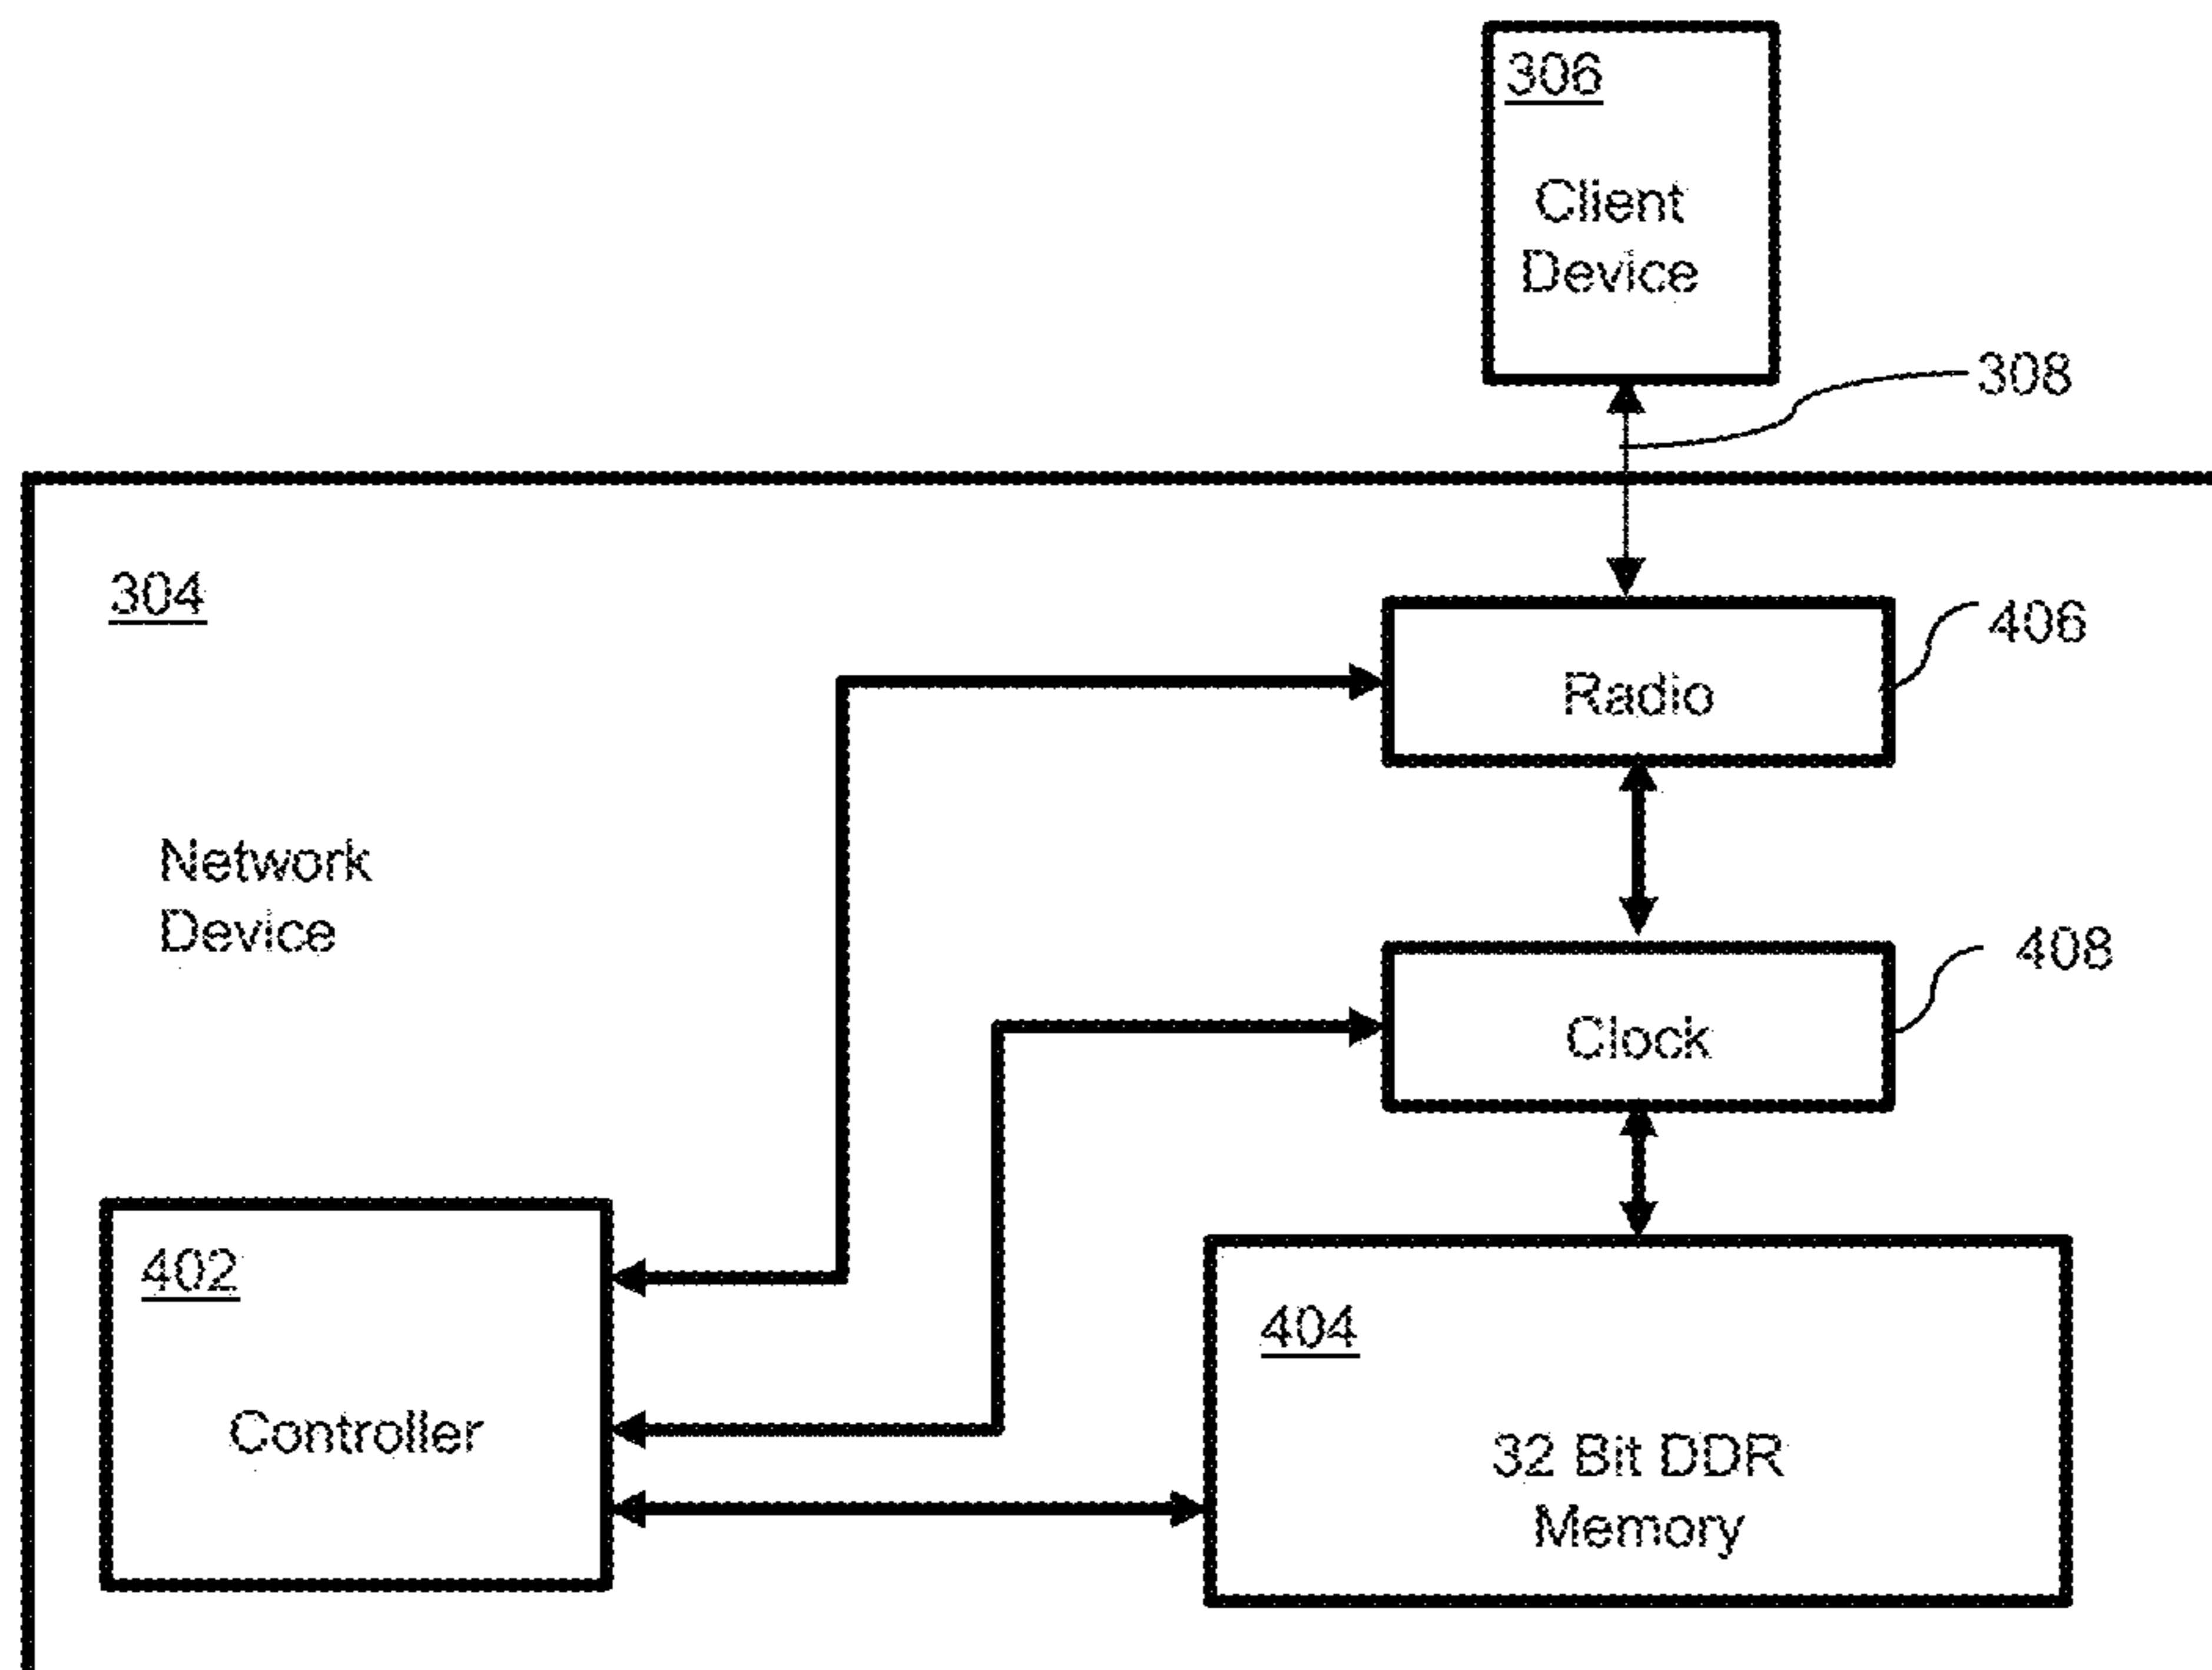 306
Client
Device
308
304
406
Radio
Network
Device
408
Clock
402
Controller
404
32 Bit DDR
Memory